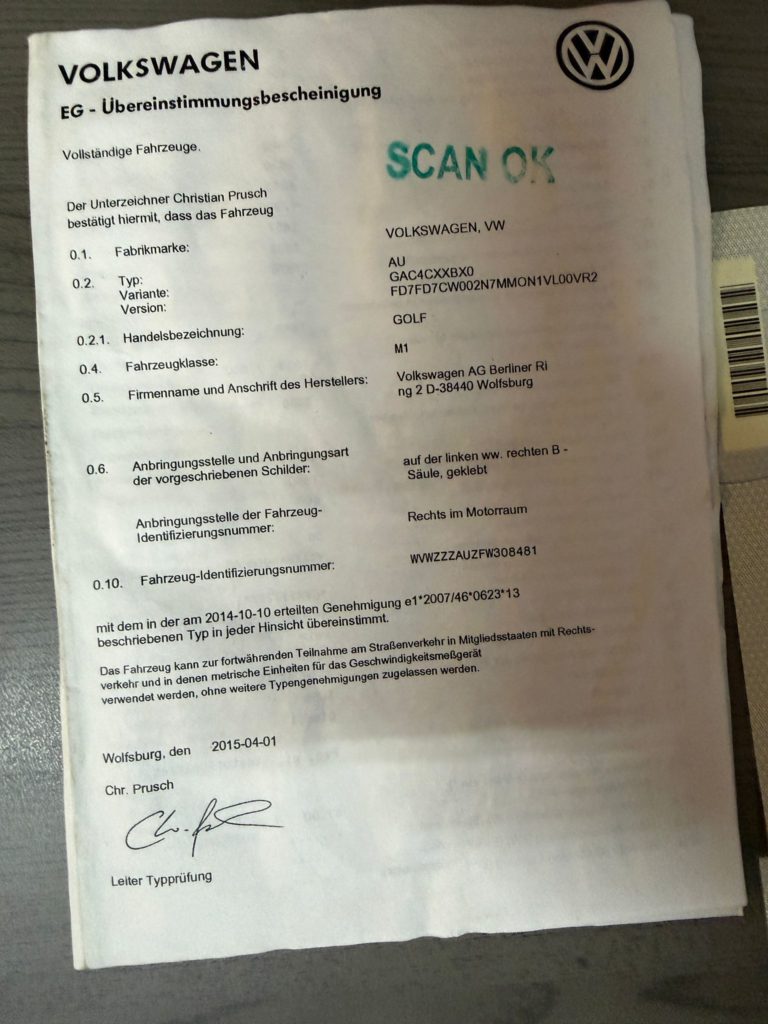 VOLKSWAGEN
EG - Übereinstimmungsbescheinigung
Vollständige Fahrzeuge.
SCAN OK
Der Unterzeichner Christian Prusch
bestätigt hiermit, dass das Fahrzeug
0.1. Fabrikmarke: VOLKSWAGEN, VW
0.2. Typ: AU
Variante: GAC4CXXBX0
Version: FD7FD7CW002N7MMON1VL00VR2
0.2.1. Handelsbezeichnung: GOLF
0.4. Fahrzeugklasse: M1
0.5. Firmenname und Anschrift des Herstellers: Volkswagen AG Berliner Ri
ng 2 D-38440 Wolfsburg
0.6. Anbringungsstelle und Anbringungsart auf der linken ww. rechten B -
der vorgeschriebenen Schilder: Säule, geklebt
Anbringungsstelle der Fahrzeug- Rechts im Motorraum
Identifizierungsnummer:
0.10. Fahrzeug-Identifizierungsnummer: WVWZZZAUZFW308481
mit dem in der am 2014-10-10 erteilten Genehmigung e1*2007/46*0623*13
beschriebenen Typ in jeder Hinsicht übereinstimmt.
Das Fahrzeug kann zur fortwährenden Teilnahme am Straßenverkehr in Mitgliedsstaaten mit Rechts-
verkehr und in denen metrische Einheiten für das Geschwindigkeitsmeßgerät
verwendet werden, ohne weitere Typengenehmigungen zugelassen werden.
Wolfsburg, den 2015-04-01
Chr. Prusch
Chr. Prusch
Leiter Typprüfung